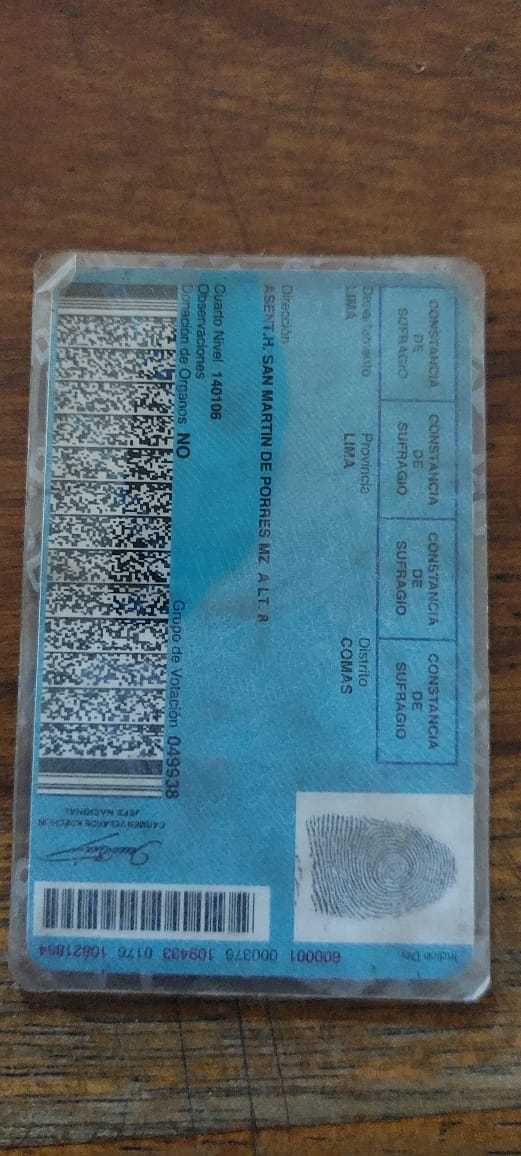 CONSTANCIA DE SUFRAGIO
CONSTANCIA DE SUFRAGIO
CONSTANCIA DE SUFRAGIO
CONSTANCIA DE SUFRAGIO
Departamento Provincia Distrito
LIMA LIMA COMAS
Dirección
ASENT.H. SAN MARTIN DE PORRES MZ A LT. 8
Cuarto Nivel 140106
Observaciones
Donación de Organos NO Grupo de Votación 049938
JEFE NACIONAL
Indice Der.
600001 000376 109433 0176